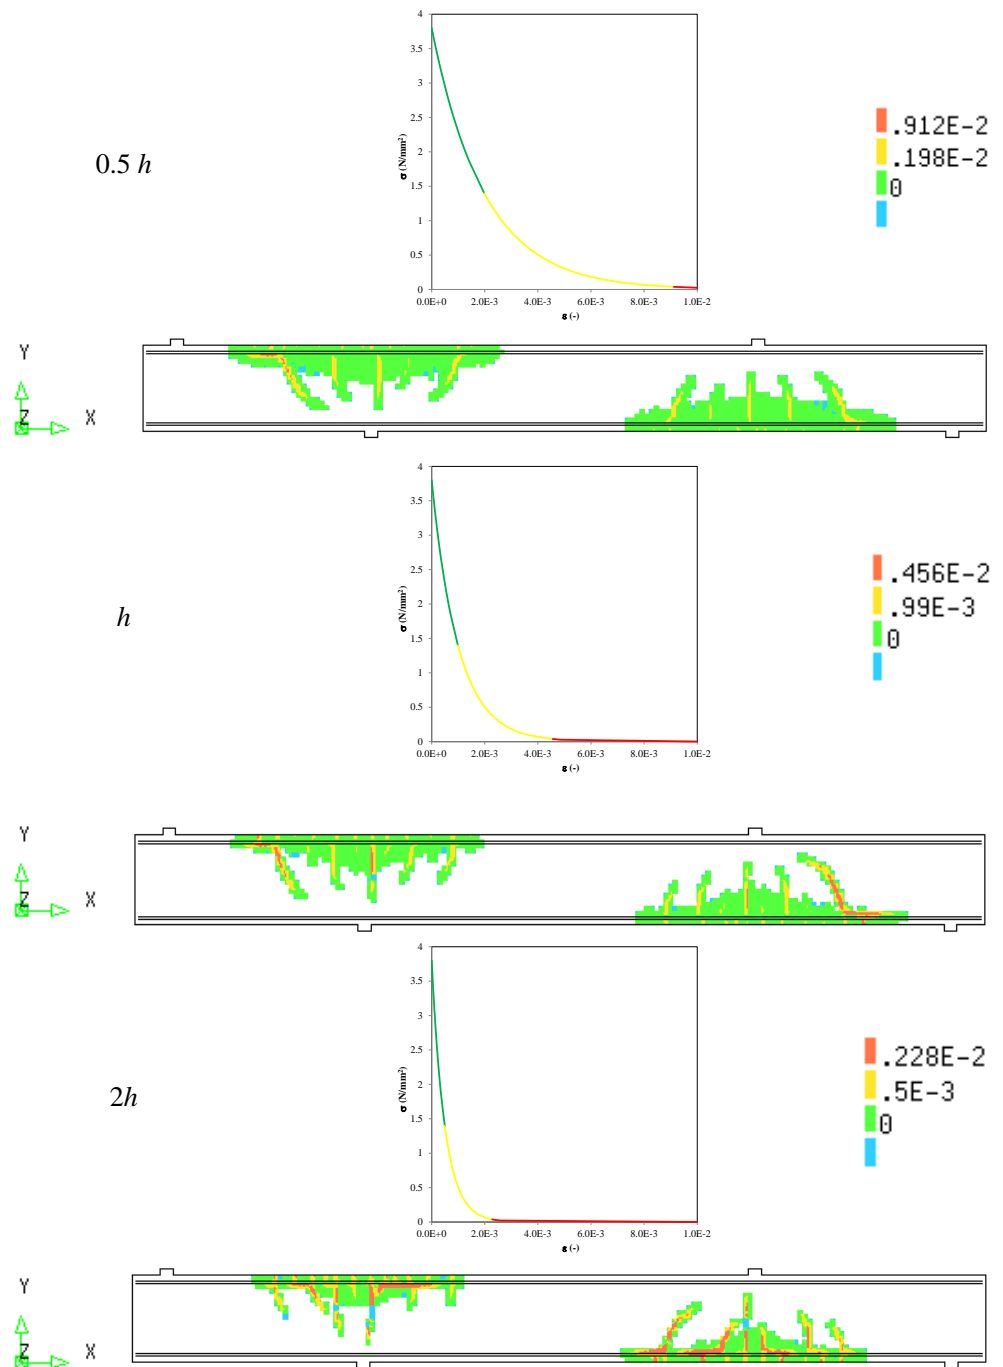 4
3.5
3
2.5
2
1.5
1
0.5
0
σ (N/mm²)
0.0E+0 2.0E-3 4.0E-3 6.0E-3 8.0E-3 1.0E-2
ε (-)
0.5 h
.912E-2
.198E-2
0
Y
Z X
4
3.5
3
2.5
2
1.5
1
0.5
0
σ (N/mm²)
0.0E+0 2.0E-3 4.0E-3 6.0E-3 8.0E-3 1.0E-2
ε (-)
h
.456E-2
.99E-3
0
Y
Z X
4
3.5
3
2.5
2
1.5
1
0.5
0
σ (N/mm²)
0.0E+0 2.0E-3 4.0E-3 6.0E-3 8.0E-3 1.0E-2
ε (-)
2h
.228E-2
.5E-3
0
Y
Z X